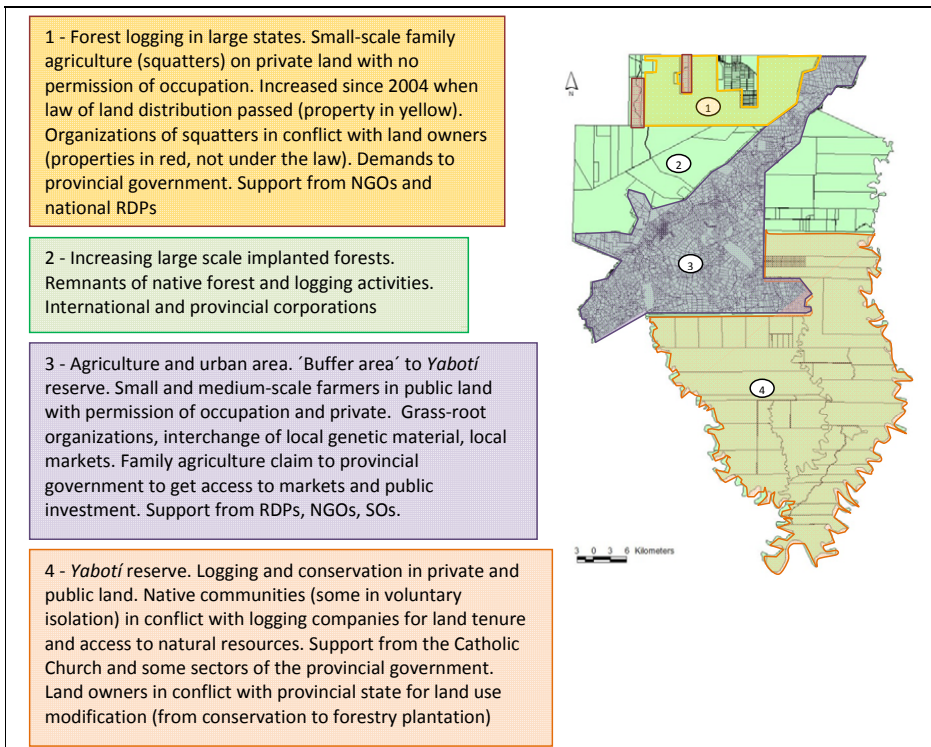 1 - Forest logging in large states. Small-scale family
agriculture (squatters) on private land with no
permission of occupation. Increased since 2004 when
law of land distribution passed (property in yellow).
Organizations of squatters in conflict with land owners
(properties in red, not under the law). Demands to
provincial government. Support from NGOs and
national RDPs
2 - Increasing large scale implanted forests.
Remnants of native forest and logging activities.
International and provincial corporations
3 - Agriculture and urban area. ´Buffer area´ to Yabotí
reserve. Small and medium-scale farmers in public land
with permission of occupation and private.  Grass-root
organizations, interchange of local genetic material, local
markets. Family agriculture claim to provincial
government to get access to markets and public
investment. Support from RDPs, NGOs, SOs.
4 - Yabotí reserve. Logging and conservation in private and
public land. Native communities (some in voluntary
isolation) in conflict with logging companies for land tenure
and access to natural resources. Support from the Catholic
Church and some sectors of the provincial government.
Land owners in conflict with provincial state for land use
modification (from conservation to forestry plantation)
N
1
2
3
4
3 0 3 6 Kilometers